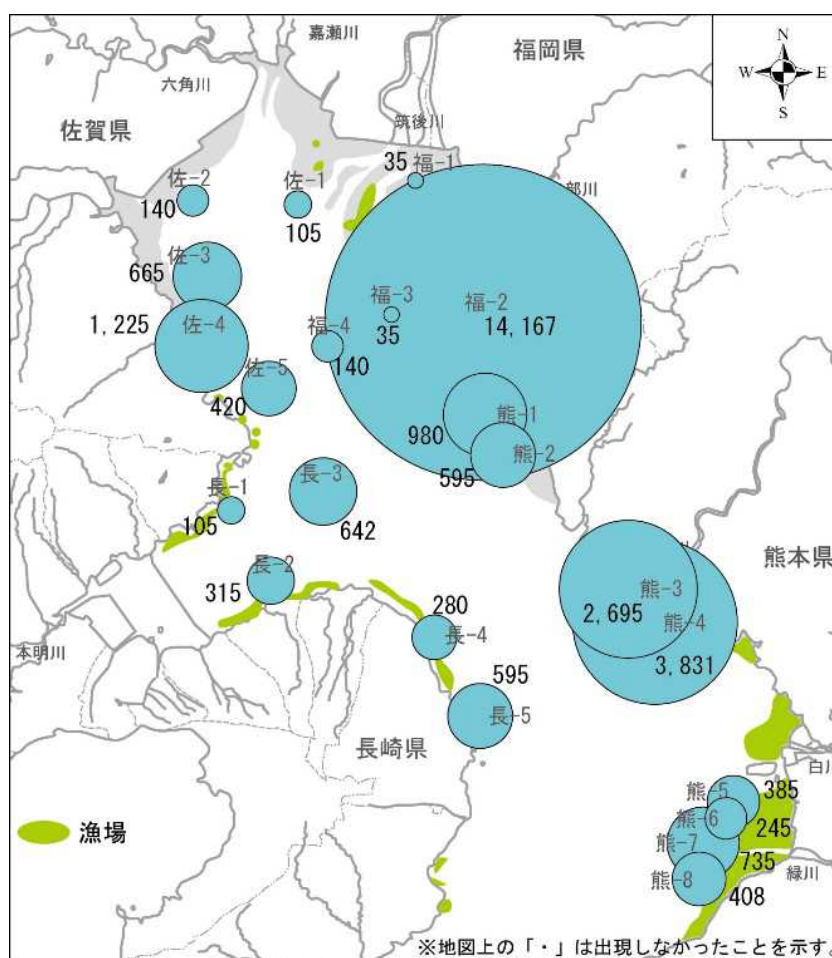 嘉瀬川
福岡県
N
W E
S
六角川
筑後川
佐賀県
35 福-1
佐-2
佐-1
部川
140
105
佐-3
665
福-3
福-2
1,225
佐-4
福-4
35
14,167
140
佐-5
420
熊-1
980
熊-2
595
長-3
長-1
105
642
熊本県
長-2
熊-3
315
280
2,695
熊-4
長-4
本明川
595
3,831
長-5
長崎県
白川
熊-5
385
熊-6
245
漁場
熊-7
735
緑川
熊-8
408
※地図上の「・」は出現しなかったことを示す。